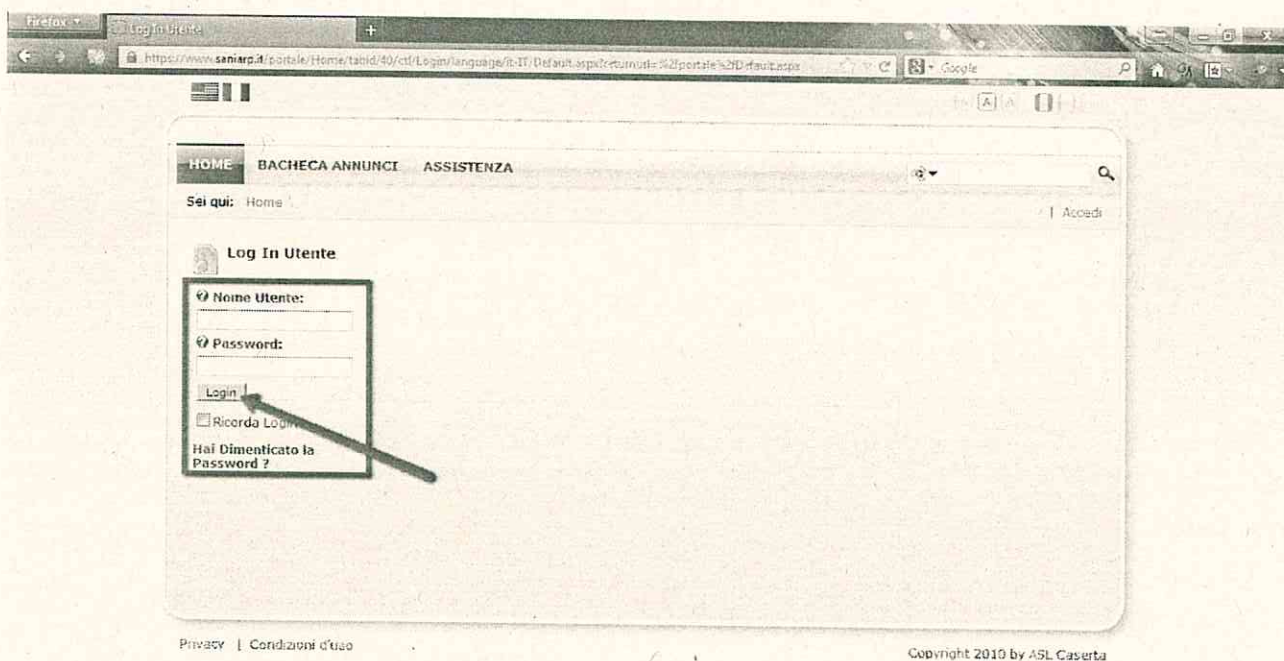 Firefox
Log In Utente
https://www.saniarp.it/portale/Home/tabid/40/ctl/Login/language/it-IT/Default.aspx?returnurl=%2fportale%2fDefault.aspx
Google
A
HOME BACHECA ANNUNCI ASSISTENZA
Sei qui: Home
| Accedi
Log In Utente
Nome Utente:
Password:
Login
Ricorda Login
Hai Dimenticato la
Password ?
Privacy | Condizioni d'uso
Copyright 2010 by ASL Caserta